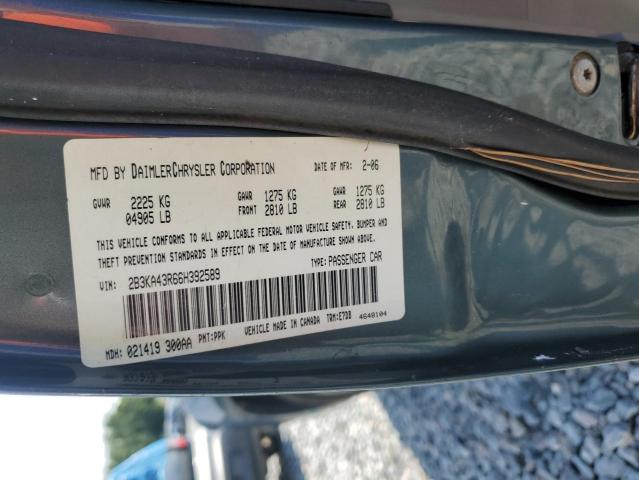 MFD BY DAIMLERCHRYSLER CORPORATION DATE OF MFR: 2-06
GVWR 2225 KG GAWR 1275 KG GAWR 1275 KG
04905 LB FRONT 2810 LB REAR 2810 LB
THIS VEHICLE CONFORMS TO ALL APPLICABLE FEDERAL MOTOR VEHICLE SAFETY, BUMPER AND
THEFT PREVENTION STANDARDS IN EFFECT ON THE DATE OF MANUFACTURE SHOWN ABOVE.
VIN: 2B3KA43R66H392589 TYPE: PASSENGER CAR
MDH: 021419 300AA PNT: PPK VEHICLE MADE IN CANADA TRM: E7DB 4648104